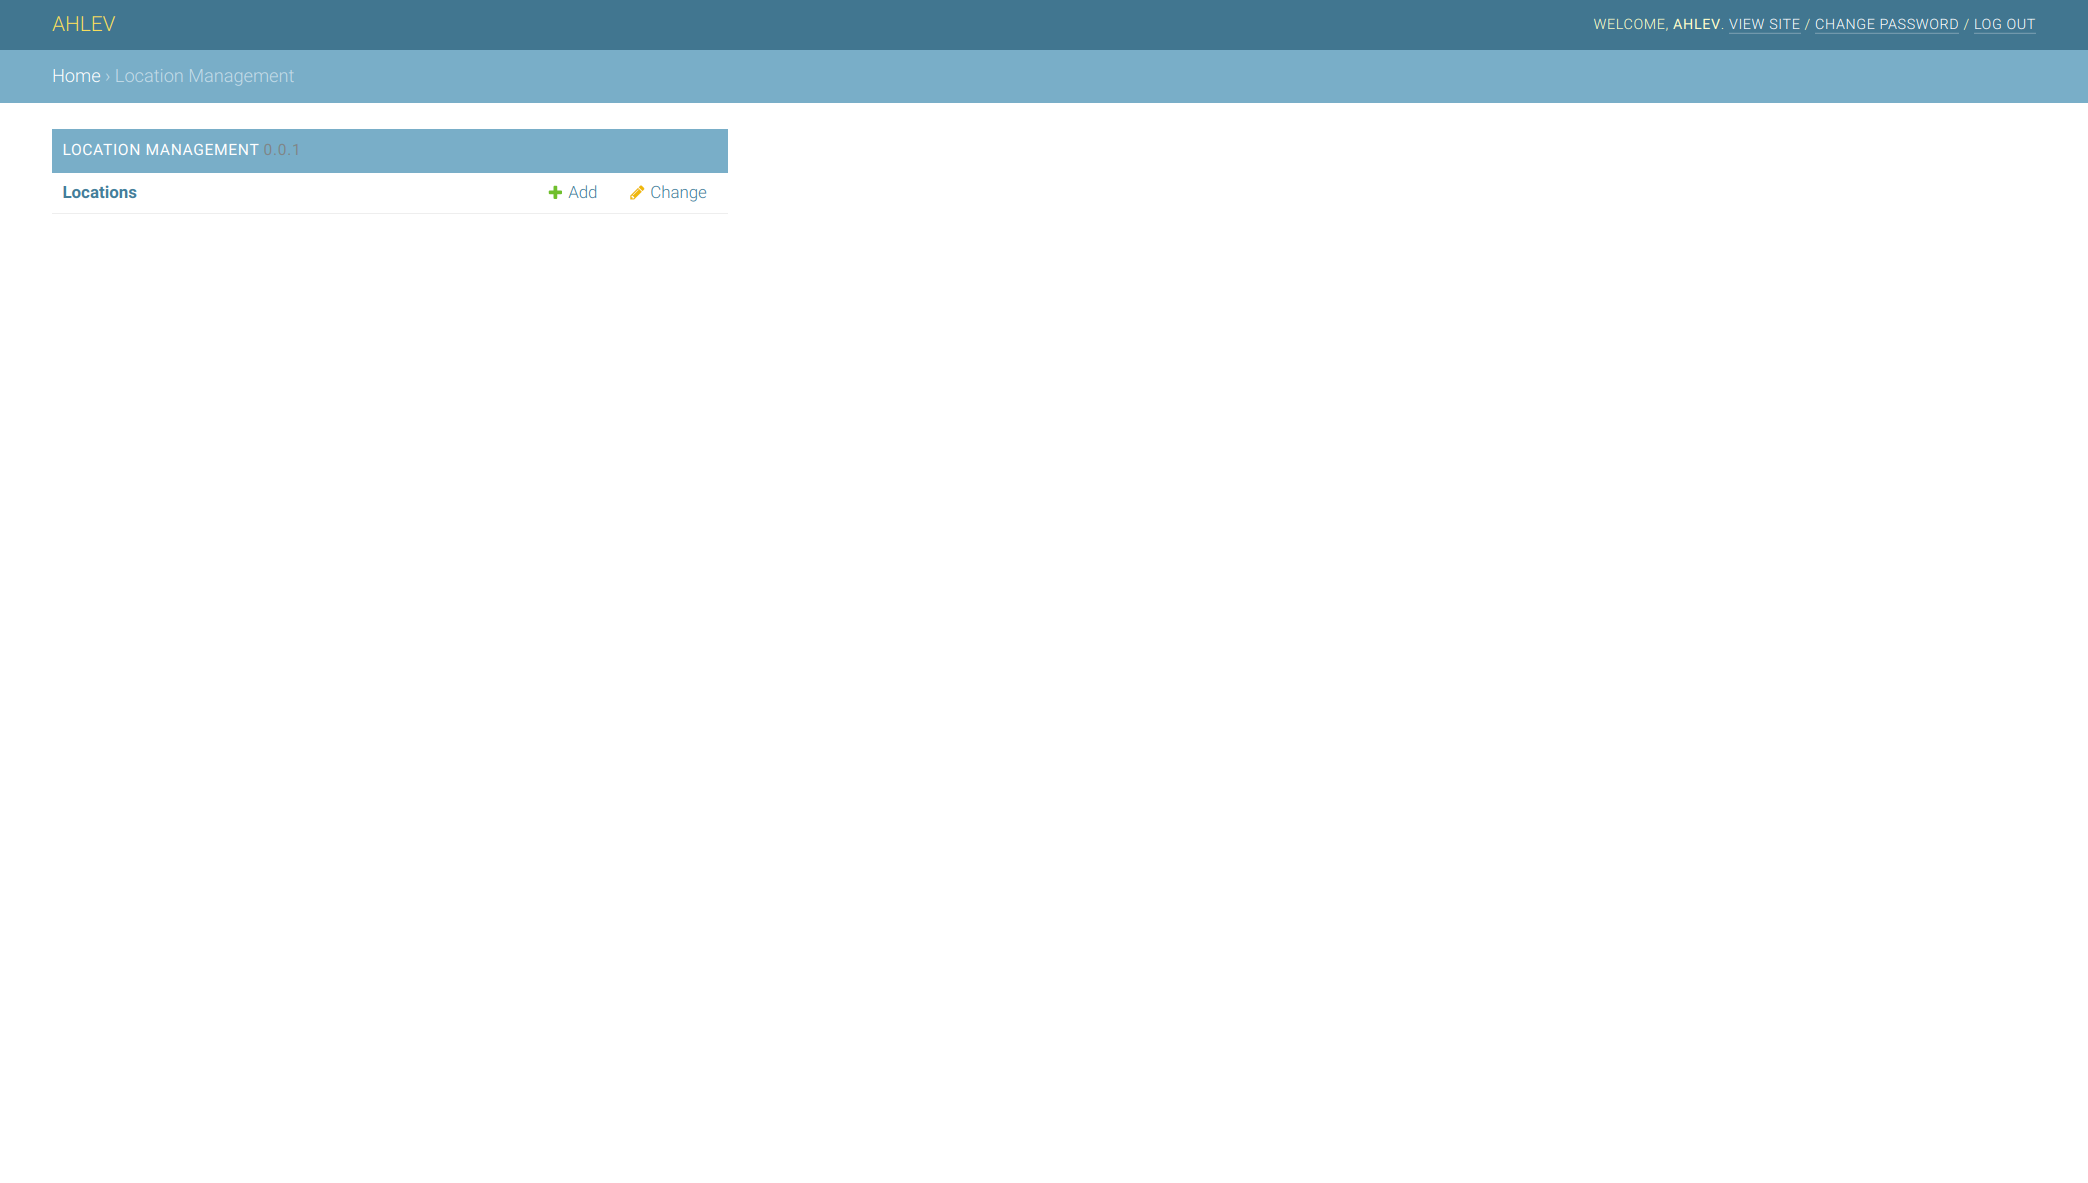 AHLEV
WELCOME, AHLEV. VIEW SITE / CHANGE PASSWORD / LOG OUT
Home › Location Management
LOCATION MANAGEMENT 0.0.1
Locations Add Change